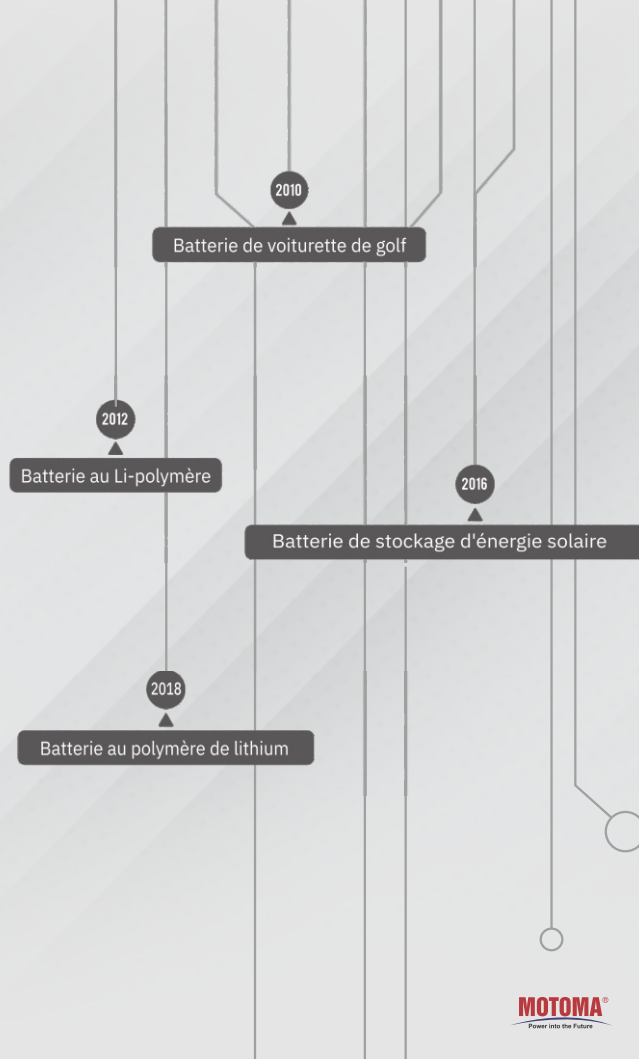 2010
Batterie de voiturette de golf
2012
Batterie au Li-polymère
2016
Batterie de stockage d'énergie solaire
2018
Batterie au polymère de lithium
MOTOMA®
Power into the Future